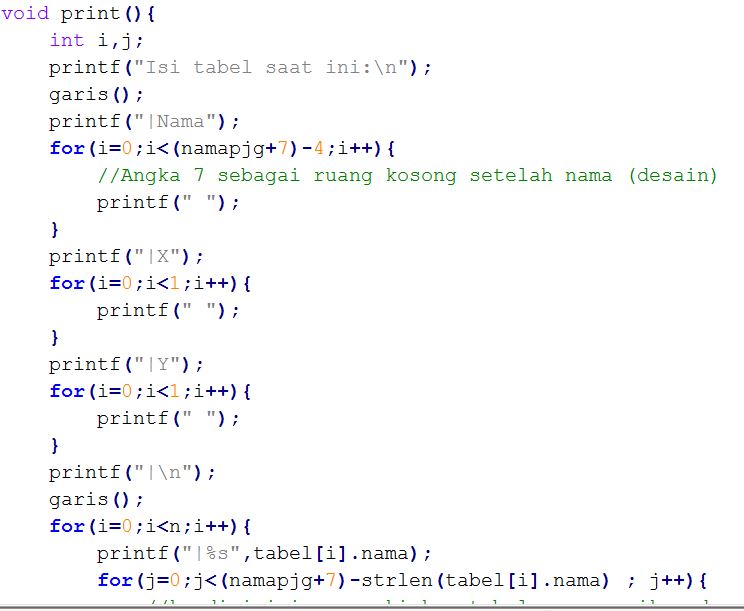 void print(){
    int i,j;
    printf("Isi tabel saat ini:\n");
    garis();
    printf("|Nama");
    for(i=0;i<(namapjg+7)-4;i++){
        //Angka 7 sebagai ruang kosong setelah nama (desain)
        printf(" ");
    }
    printf("|X");
    for(i=0;i<1;i++){
        printf(" ");
    }
    printf("|Y");
    for(i=0;i<1;i++){
        printf(" ");
    }
    printf("|\n");
    garis();
    for(i=0;i<n;i++){
        printf("|%s",tabel[i].nama);
        for(j=0;j<(namapjg+7)-strlen(tabel[i].nama) ; j++){